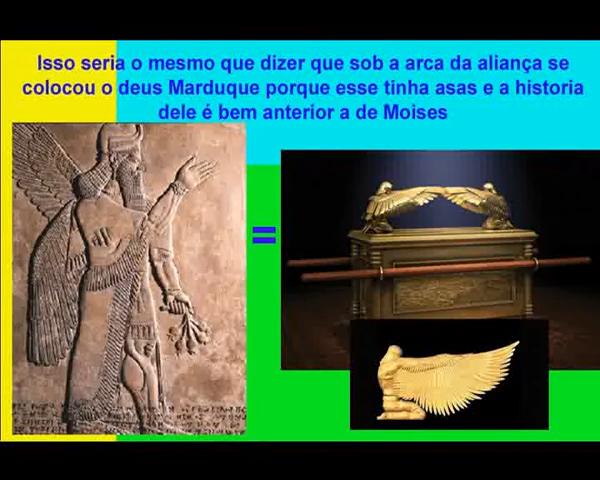 Isso seria o mesmo que dizer que sob a arca da aliança se
colocou o deus Marduque porque esse tinha asas e a historia
dele é bem anterior a de Moises
=